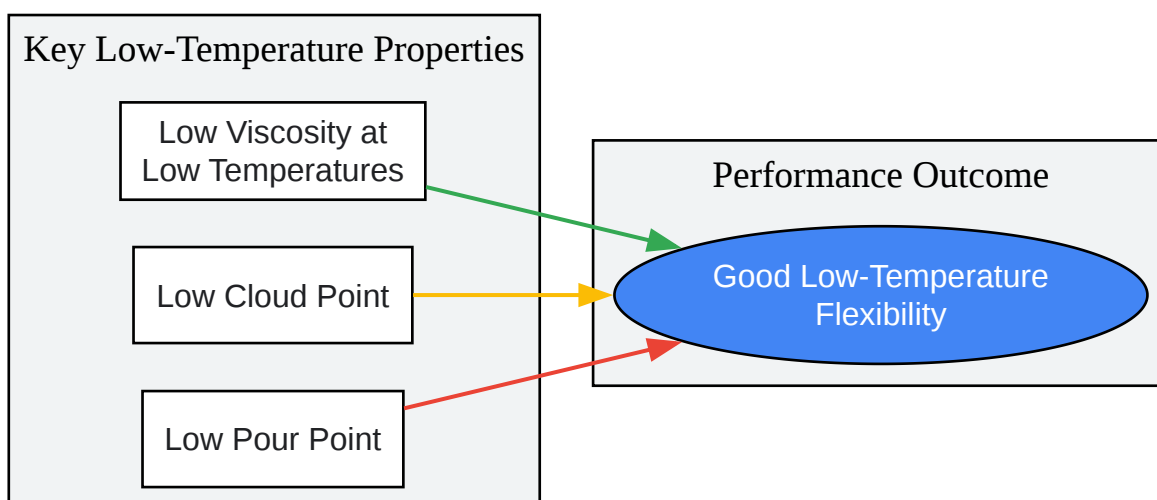 Key Low-Temperature Properties
Low Viscosity at
Low Temperatures
Low Cloud Point
Low Pour Point
Performance Outcome
Good Low-Temperature
Flexibility